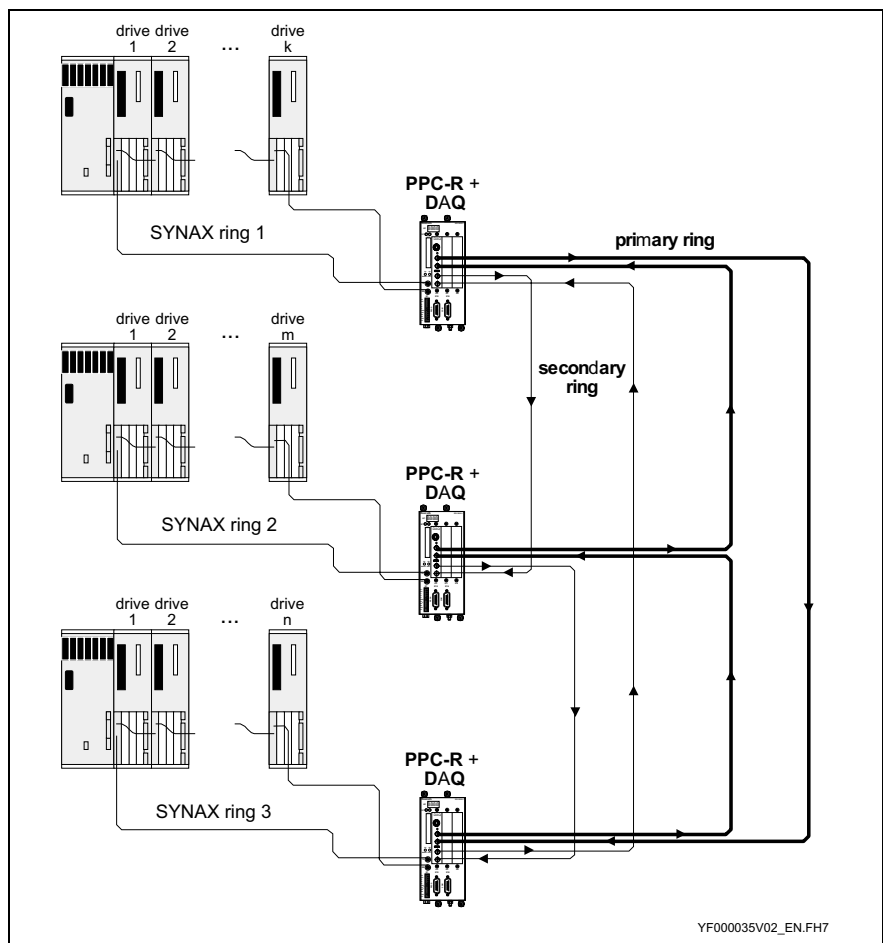 drive drive drive
1 2 ... k
PPC-R +
DAQ
SYNAX ring 1
primary ring
drive drive drive
1 2 ... m
secondary
ring
PPC-R +
DAQ
SYNAX ring 2
drive drive drive
1 2 ... n
PPC-R +
DAQ
SYNAX ring 3
YF000035V02_EN.FH7